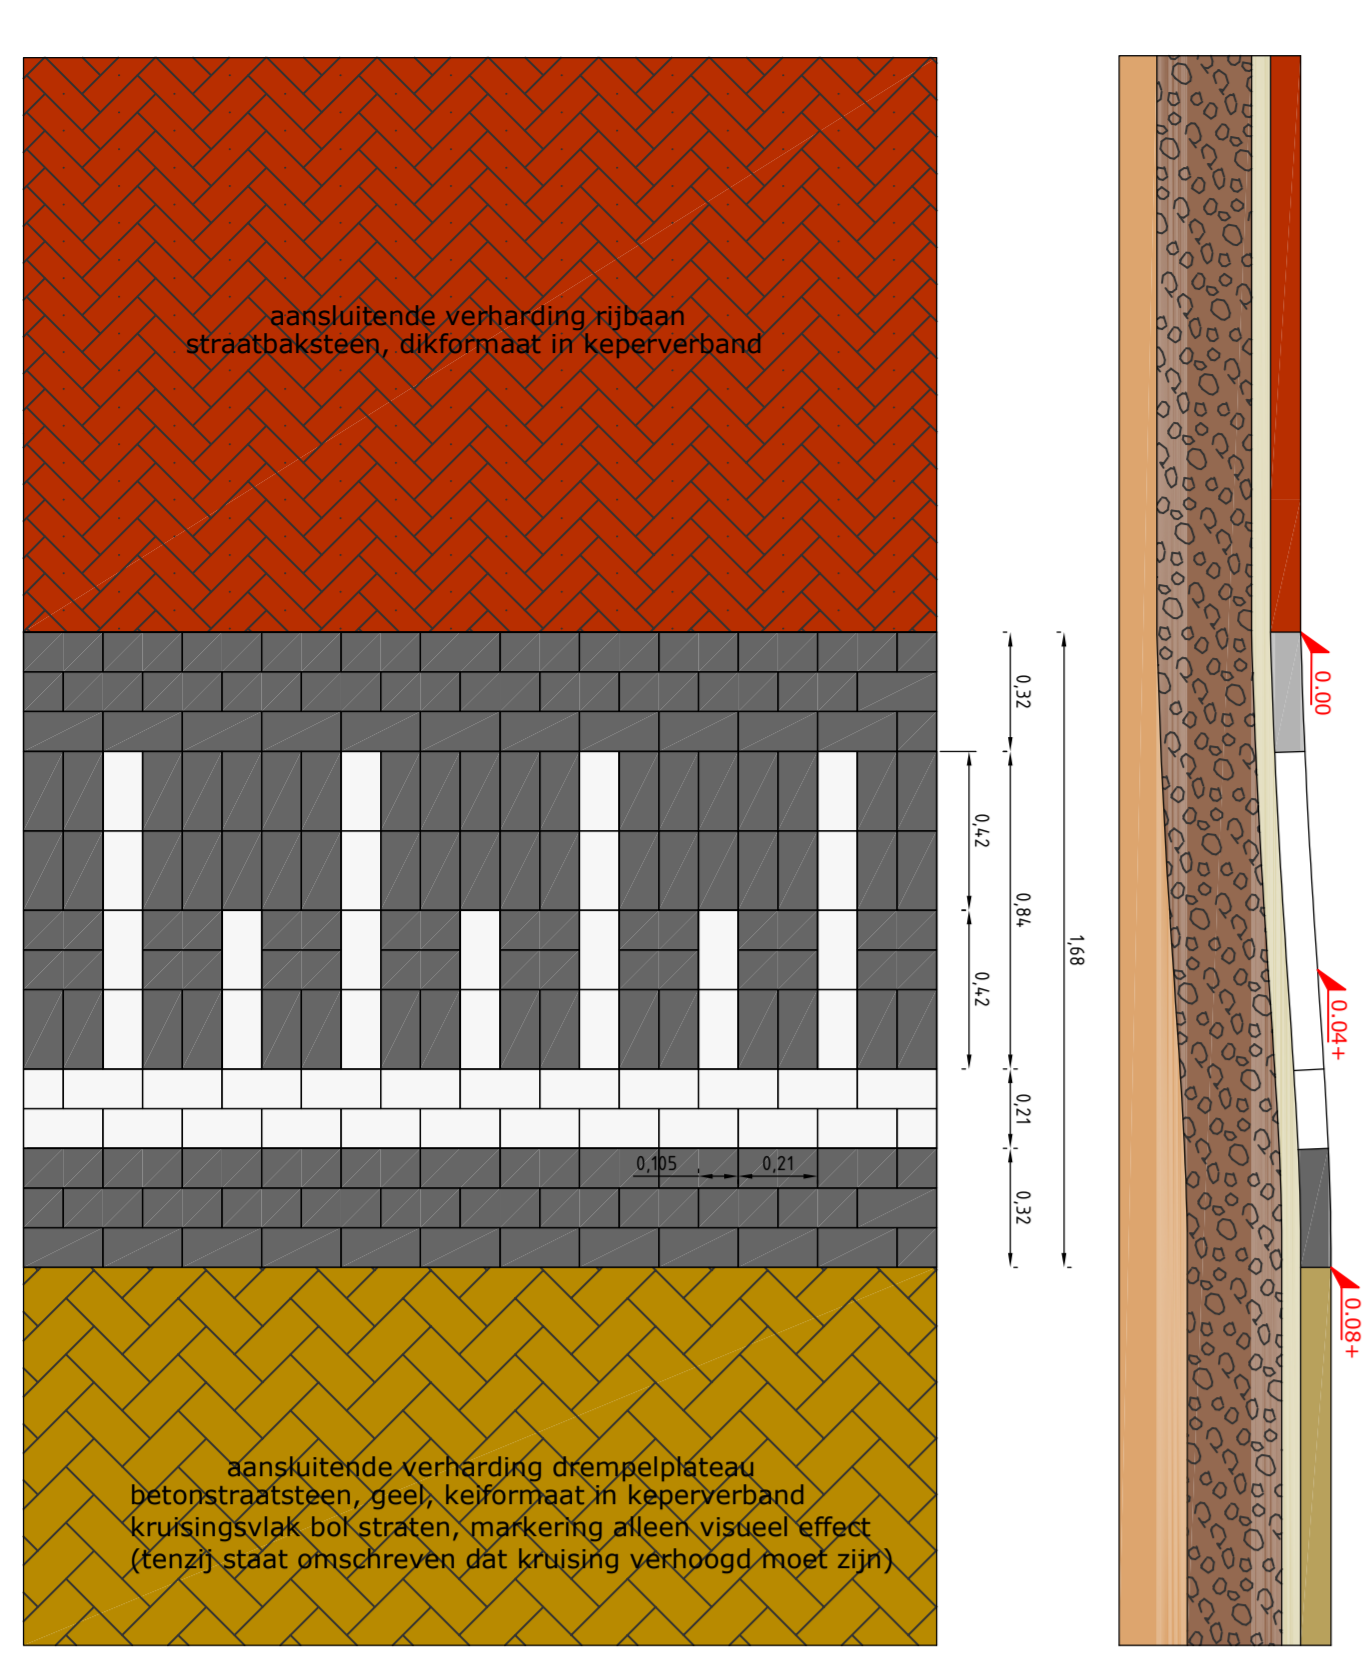 aansluitende verharding rijbaan
straatbaksteen, dikformaat in keperverband
0,32
0.00
0,42
0,84
1,68
0,42
0.04+
0,21
0,105
0,21
0,32
0.08+
aansluitende verharding drempelplateau
betonstraatsteen, geel, keiformaat in keperverband
kruisingsvlak bol straten, markering alleen visueel effect
(tenzij staat omschreven dat kruising verhoogd moet zijn)